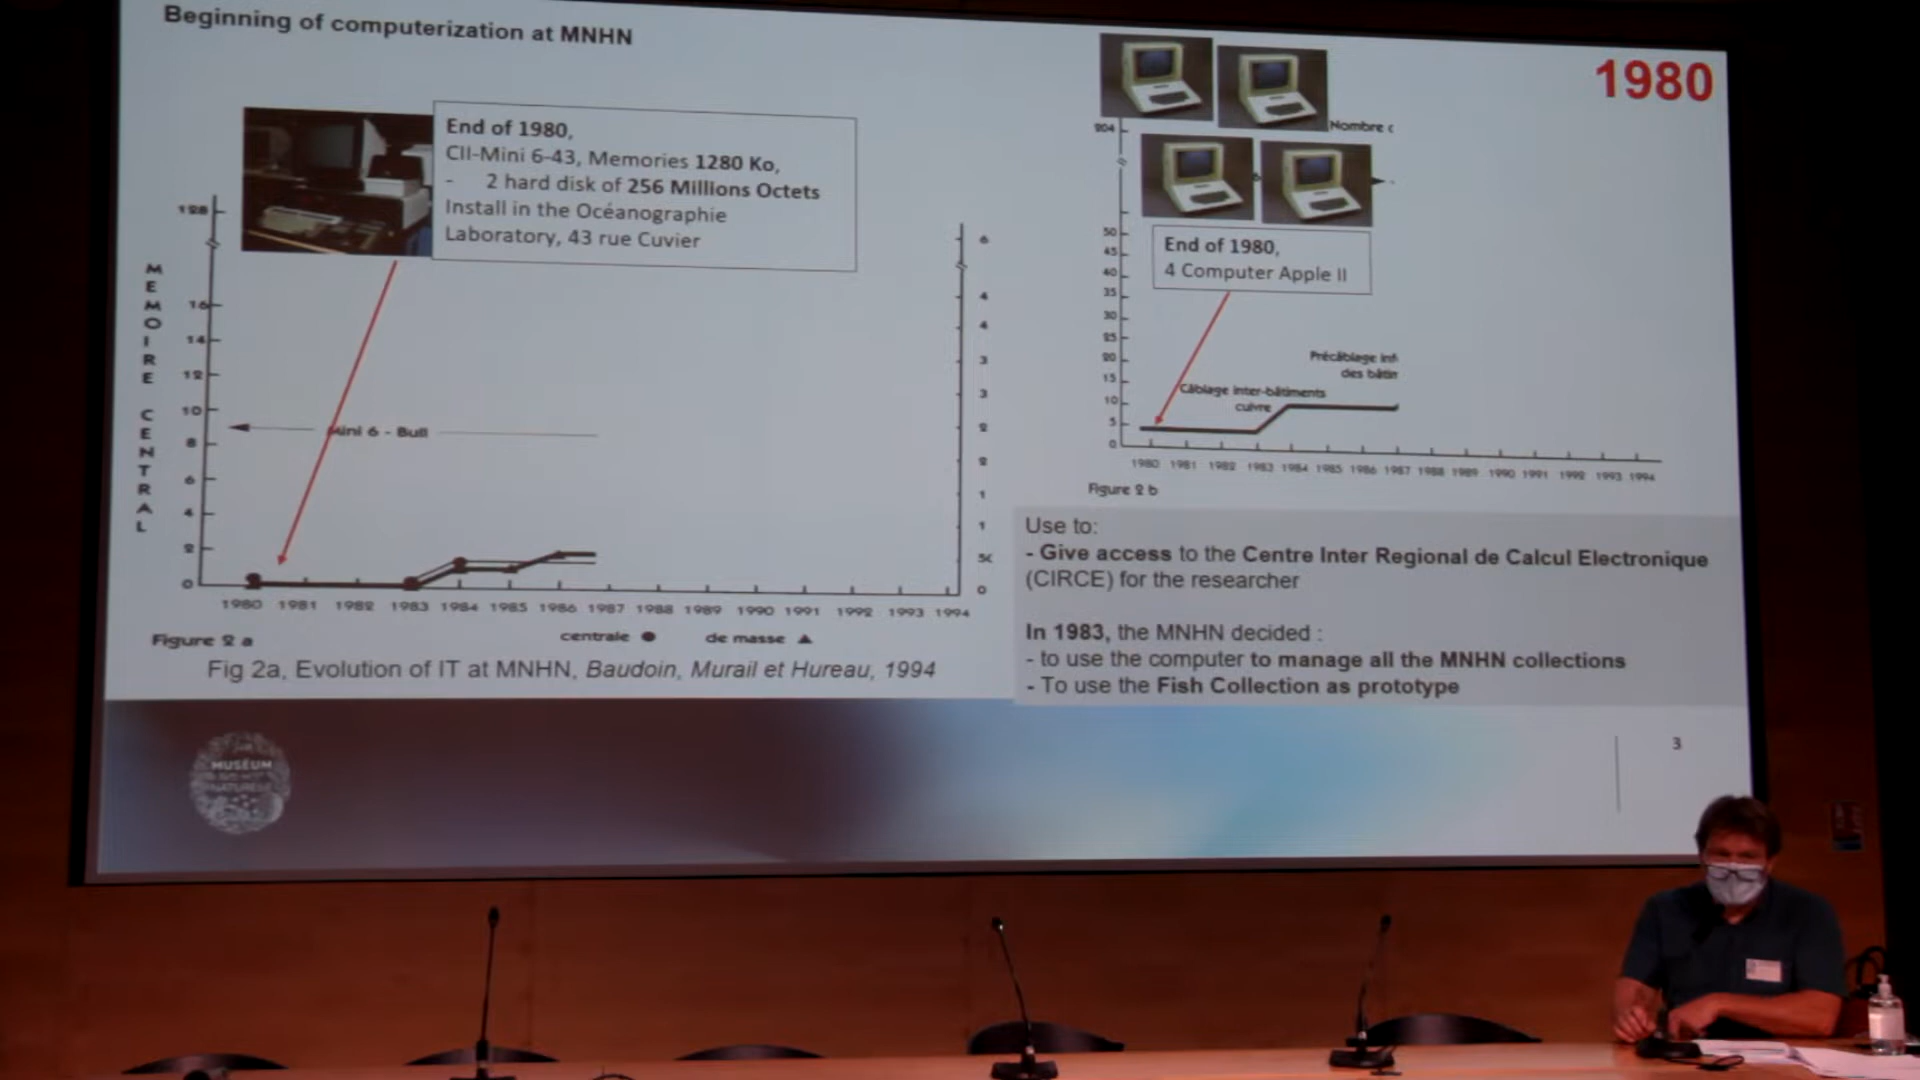 Beginning of computerization at MNHN
1980
End of 1980,
CII-Mini 6-43, Memories 1280 Ko,
- 2 hard disk of 256 Millions Octets
Install in the Océanographie
Laboratory, 43 rue Cuvier
128
16
14
12
10
8
6
4
2
0
MEMOIRE CENTRAL
Mini 6 - Bull
6
4
4
3
3
2
2
1
1
0
1980 1981 1982 1983 1984 1985 1986 1987 1988 1989 1990 1991 1992 1993 1994
Figure 2 a
centrale ● de masse ▲
Fig 2a, Evolution of IT at MNHN, Baudoin, Murail et Hureau, 1994
204
Nombre
50
45
40
35
30
25
20
15
10
5
0
End of 1980,
4 Computer Apple II
Précâblage
des
Câblage inter-bâtiments
cuivre
1980 1981 1982 1983 1984 1985 1986 1987 1988 1989 1990 1991 1992 1993 1994
Figure 2 b
Use to:
- Give access to the Centre Inter Regional de Calcul Electronique
(CIRCE) for the researcher
In 1983, the MNHN decided :
- to use the computer to manage all the MNHN collections
- To use the Fish Collection as prototype
MUSÉUM
NATURELLE
3